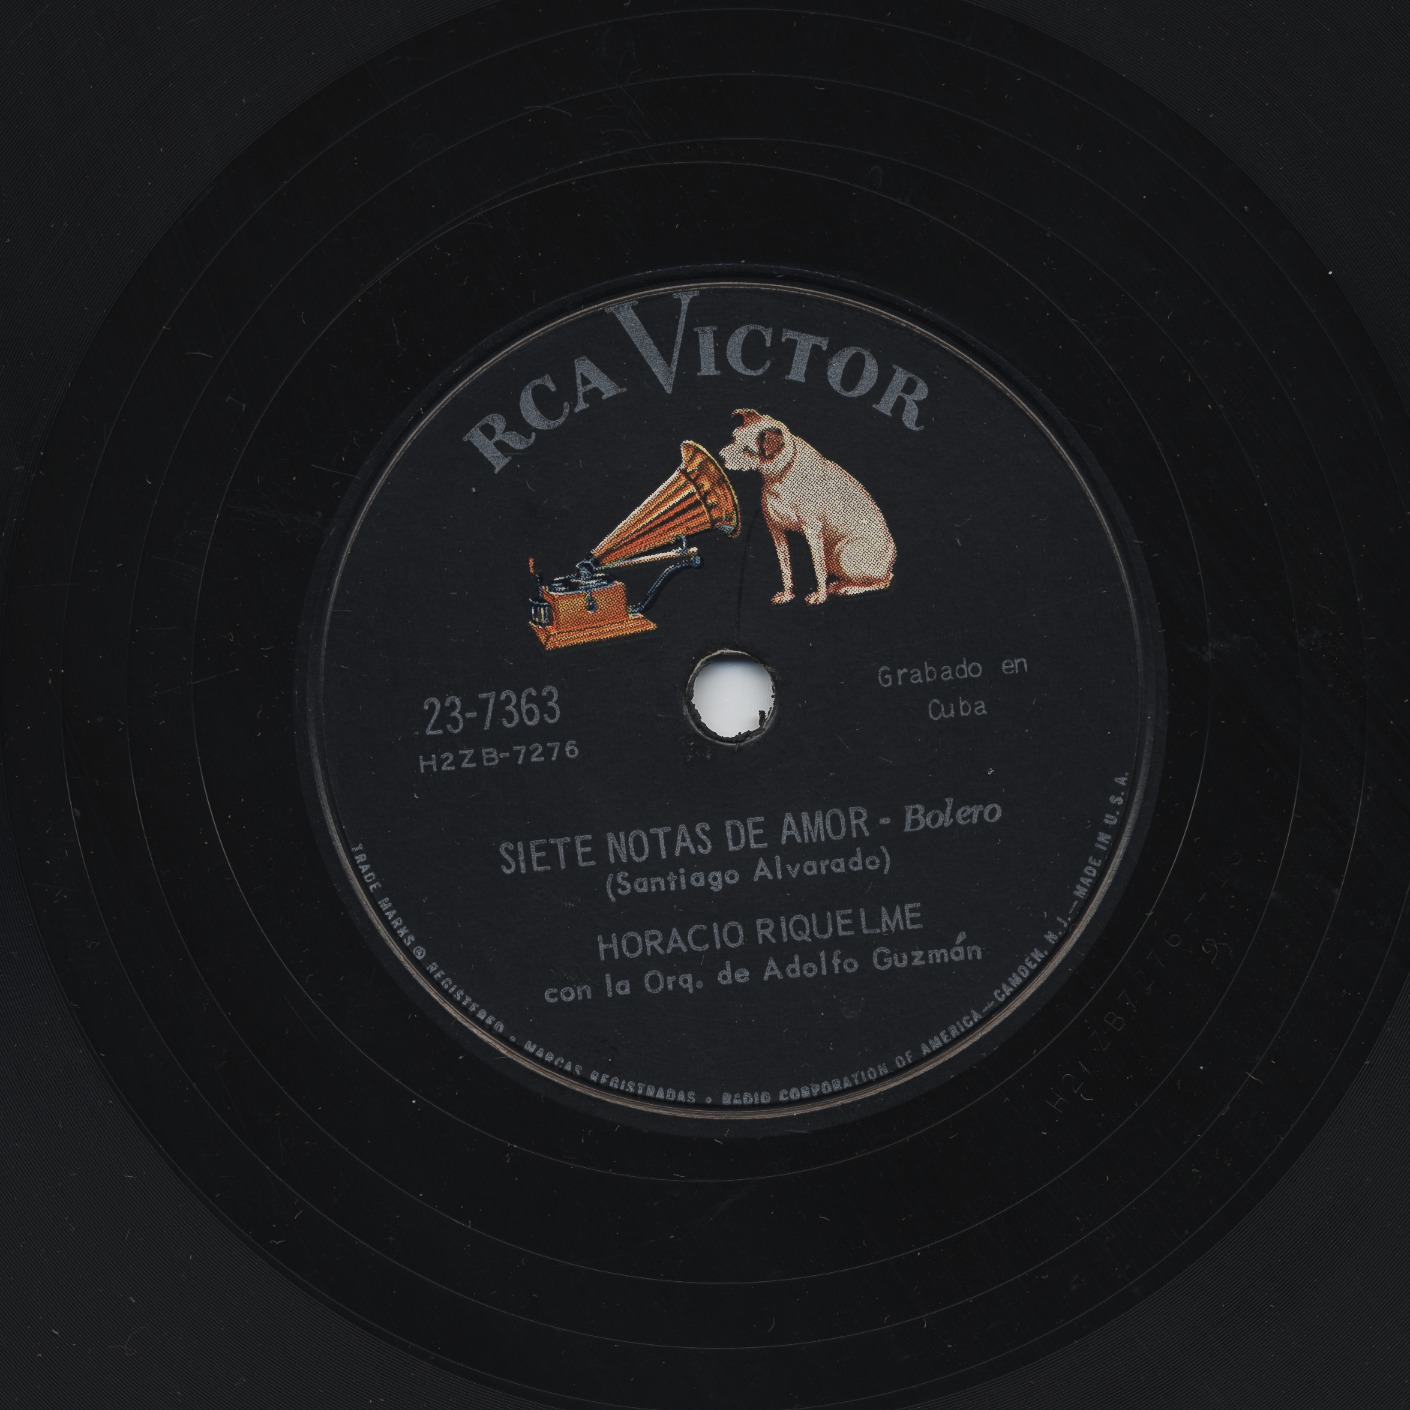 RCA VICTOR
Grabado en
Cuba
23-7363
H2ZB-7276
SIETE NOTAS DE AMOR - Bolero
(Santiago Alvarado)
HORACIO RIQUELME
con la Orq. de Adolfo Guzmán
TRADE MARKS ® REGISTERED • MARCAS REGISTRADAS • RADIO CORPORATION OF AMERICA—CAMDEN, N. J.—MADE IN U. S. A.